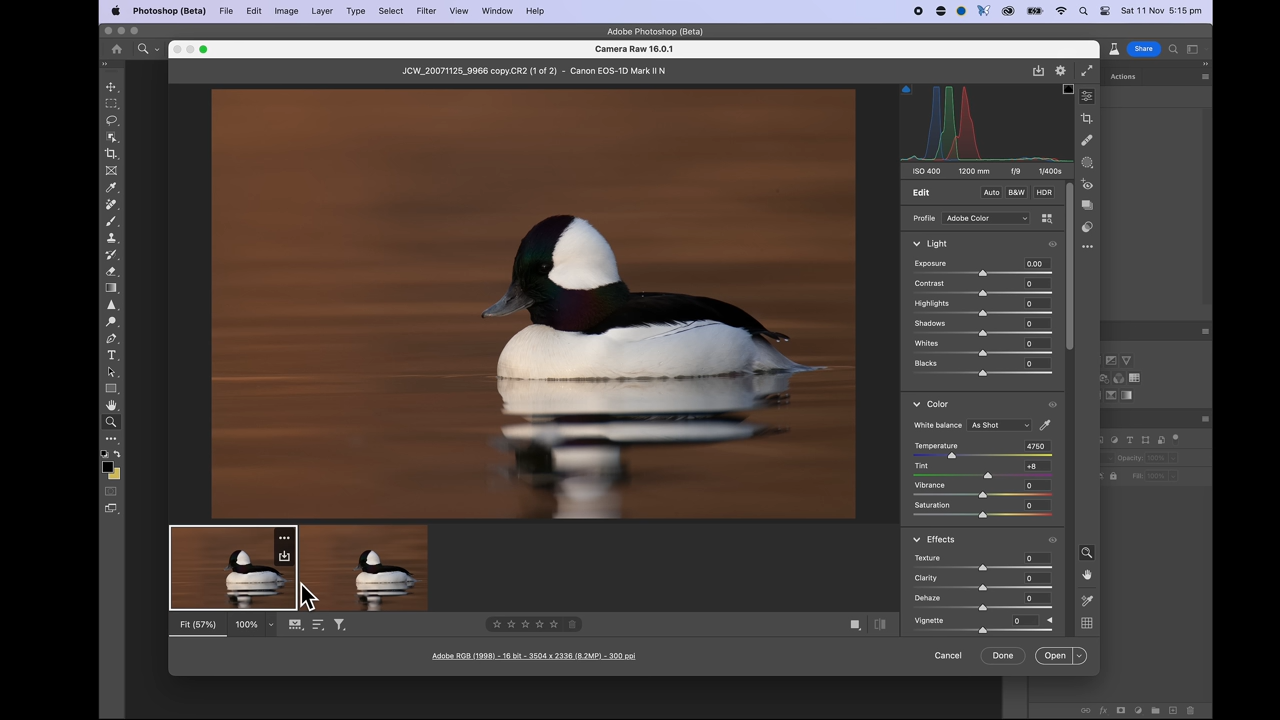 Photoshop (Beta) File Edit Image Layer Type Select Filter View Window Help Sat 11 Nov 5:15 pm
Adobe Photoshop (Beta)
Share
Camera Raw 16.0.1
JCW_20071125_9966 copy.CR2 (1 of 2) - Canon EOS-1D Mark II N
Actions
ISO 400 1200 mm f/9 1/400s
Edit Auto B&W HDR
Profile Adobe Color
Light
Exposure 0.00
Contrast 0
Highlights 0
Shadows 0
Whites 0
Blacks 0
Color
White balance As Shot
Temperature 4750
Tint +8
Vibrance 0
Saturation 0
Opacity: 100%
Fill: 100%
Effects
Texture 0
Clarity 0
Dehaze 0
Vignette 0
Fit (57%) 100%
Adobe RGB (1998) - 16 bit - 3504 x 2336 (8.2MP) - 300 ppi
Cancel Done Open
fx